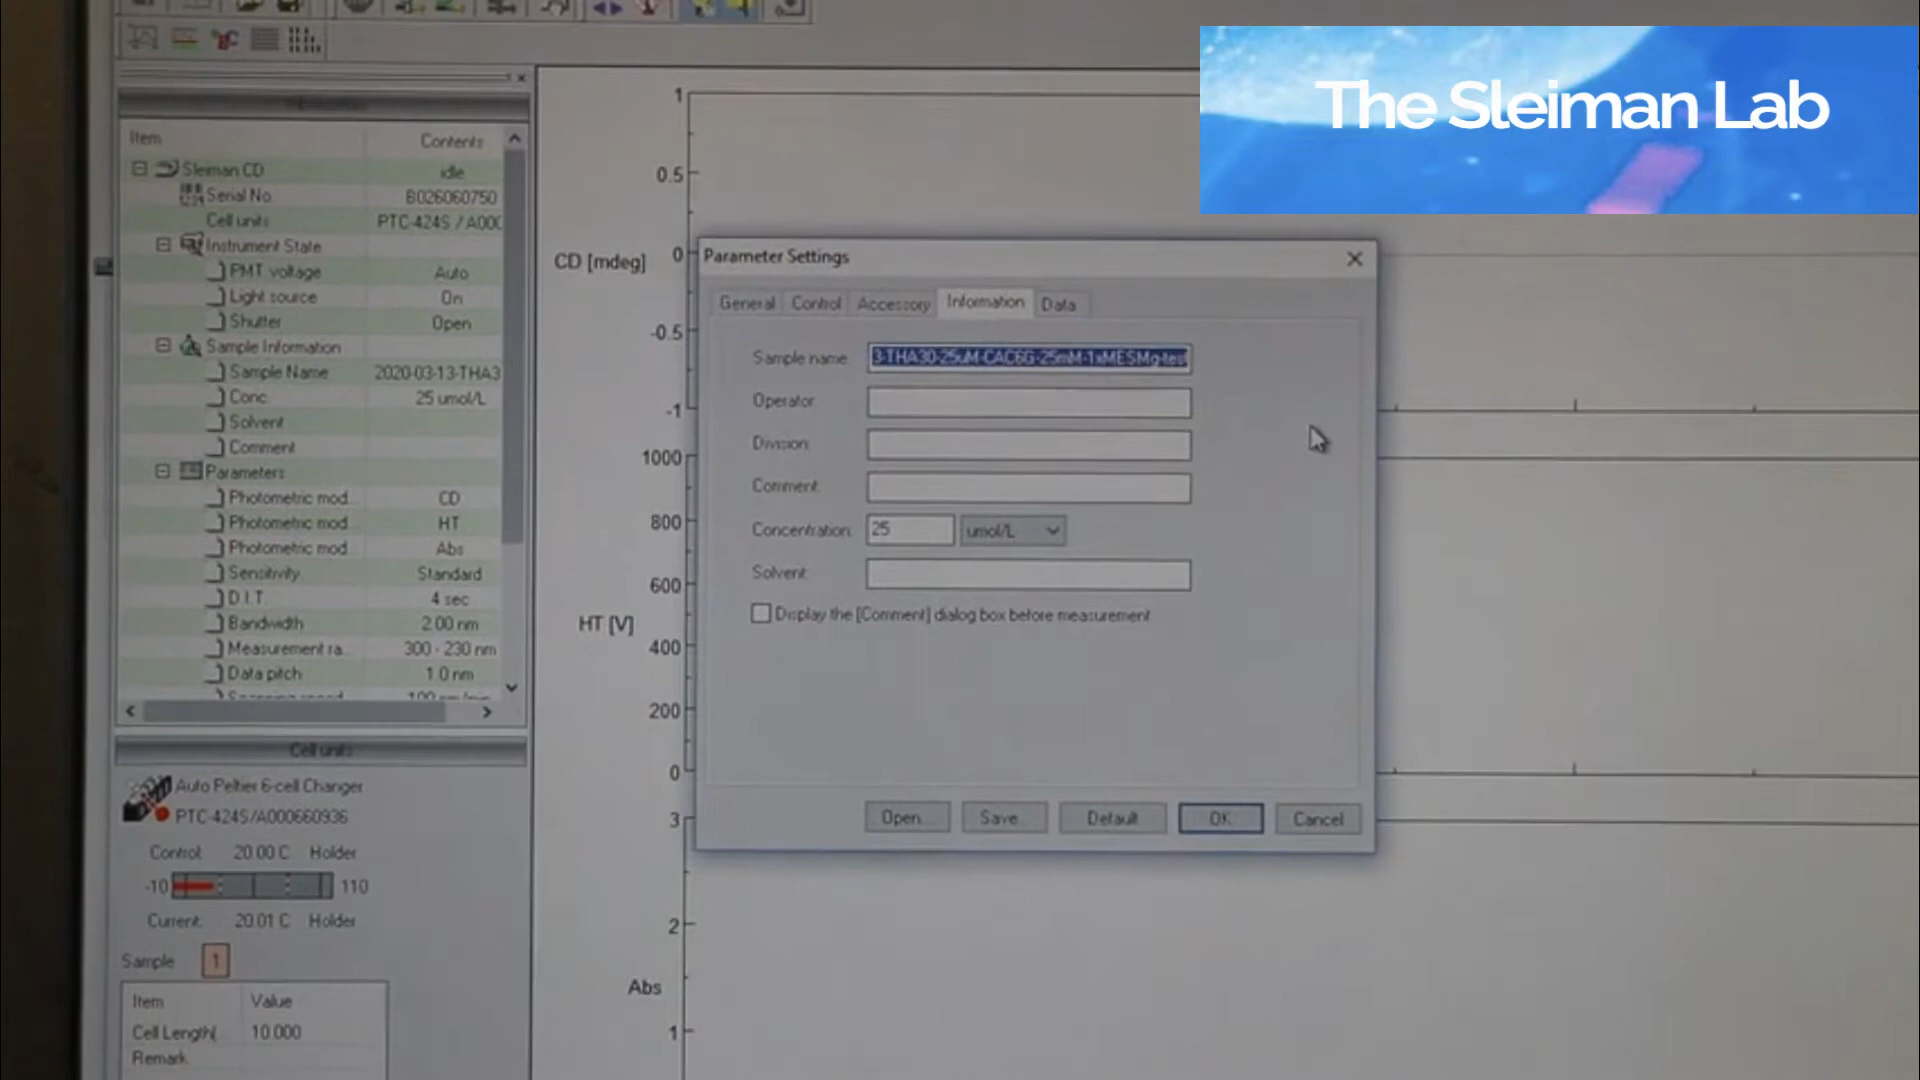 The Sleiman Lab
Item Contents
Sleiman CD idle
Serial No. B026060750
Cell units PTC-424S / A000
Instrument State
PMT voltage Auto
Light source On
Shutter Open
Sample Information
Sample Name 2020-03-13-THA3
Conc. 25 umol/L
Solvent
Comment
Parameters
Photometric mod... CD
Photometric mod... HT
Photometric mod... Abs
Sensitivity Standard
D.I.T. 4 sec
Bandwidth 2.00 nm
Measurement ra... 300 - 230 nm
Data pitch 1.0 nm
Cell units
Auto Peltier 6-cell Changer
PTC-424S/A000660936
Control: 20.00 C Holder
-10 110
Current: 20.01 C Holder
Sample 1
Item Value
Cell Length( 10.000
Remark
1
0.5
CD [mdeg] 0
-0.5
-1
1000
800
HT [V] 600
400
200
0
3
2
Abs
1
Parameter Settings
General Control Accessory Information Data
Sample name: 3-THA30-25uM-CAC6G-25mM-1xMESMg-test
Operator:
Division:
Comment:
Concentration: 25 umol/L
Solvent:
Display the [Comment] dialog box before measurement
Open... Save... Default OK Cancel